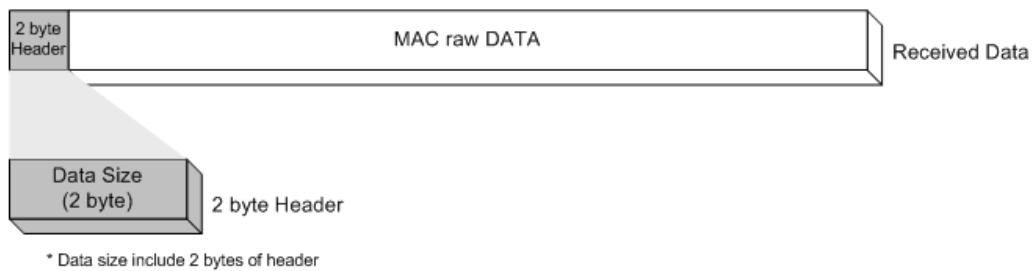 2 byte
Header
MAC raw DATA
Received Data
Data Size
(2 byte)
2 byte Header
* Data size include 2 bytes of header